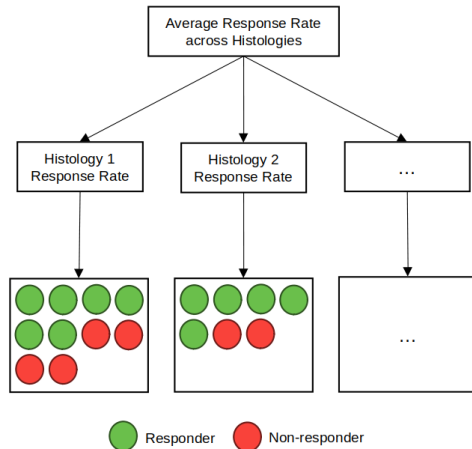 Average Response Rate
across Histologies
Histology 1
Response Rate
Histology 2
Response Rate
...
...
Responder
Non-responder